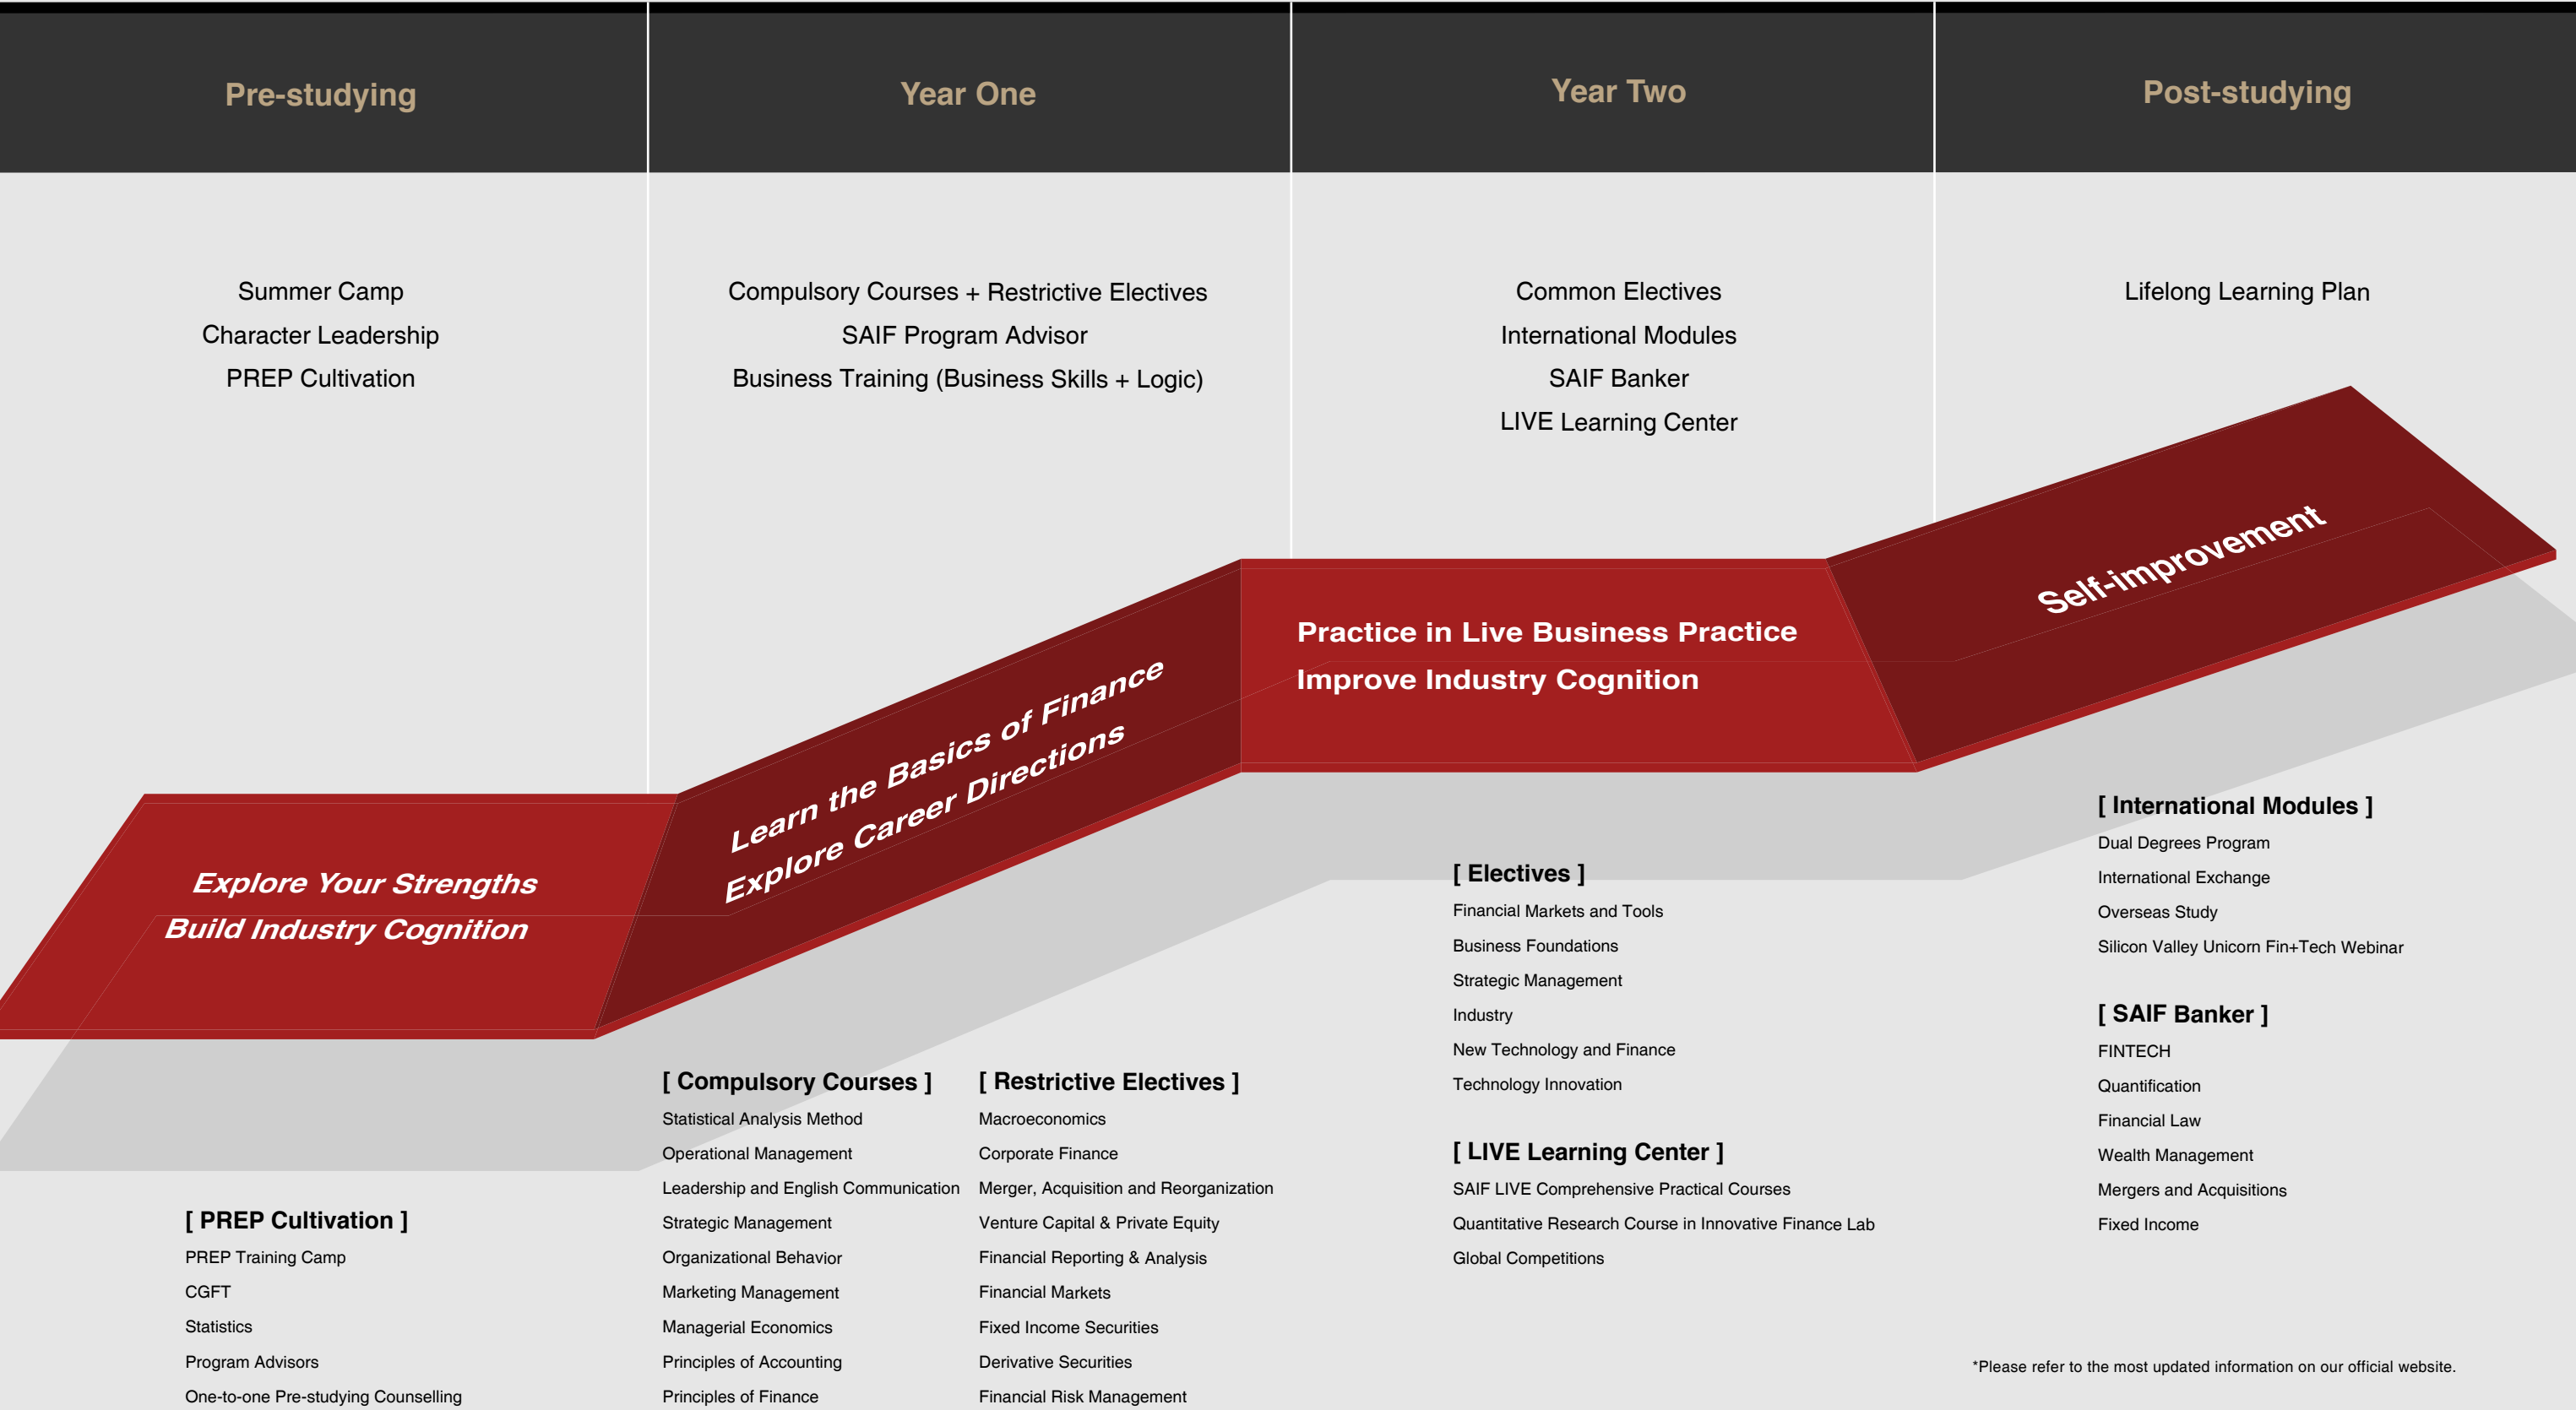 Pre-studying
Year One
Year Two
Post-studying
Summer Camp
Character Leadership
PREP Cultivation
Compulsory Courses + Restrictive Electives
SAIF Program Advisor
Business Training (Business Skills + Logic)
Common Electives
International Modules
SAIF Banker
LIVE Learning Center
Lifelong Learning Plan
Explore Your Strengths
Build Industry Cognition
Learn the Basics of Finance
Explore Career Directions
Practice in Live Business Practice
Improve Industry Cognition
Self-improvement
[ PREP Cultivation ]
PREP Training Camp
CGFT
Statistics
Program Advisors
One-to-one Pre-studying Counselling
[ Compulsory Courses ]
Statistical Analysis Method
Operational Management
Leadership and English Communication
Strategic Management
Organizational Behavior
Marketing Management
Managerial Economics
Principles of Accounting
Principles of Finance
[ Restrictive Electives ]
Macroeconomics
Corporate Finance
Merger, Acquisition and Reorganization
Venture Capital & Private Equity
Financial Reporting & Analysis
Financial Markets
Fixed Income Securities
Derivative Securities
Financial Risk Management
[ Electives ]
Financial Markets and Tools
Business Foundations
Strategic Management
Industry
New Technology and Finance
Technology Innovation
[ LIVE Learning Center ]
SAIF LIVE Comprehensive Practical Courses
Quantitative Research Course in Innovative Finance Lab
Global Competitions
[ International Modules ]
Dual Degrees Program
International Exchange
Overseas Study
Silicon Valley Unicorn Fin+Tech Webinar
[ SAIF Banker ]
FINTECH
Quantification
Financial Law
Wealth Management
Mergers and Acquisitions
Fixed Income
*Please refer to the most updated information on our official website.